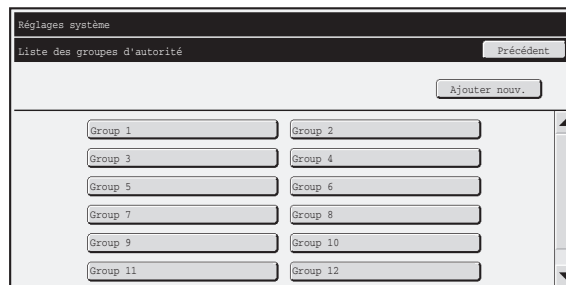 Réglages système
Liste des groupes d'autorité Précédent
Ajouter nouv.
Group 1 Group 2
Group 3 Group 4
Group 5 Group 6
Group 7 Group 8
Group 9 Group 10
Group 11 Group 12